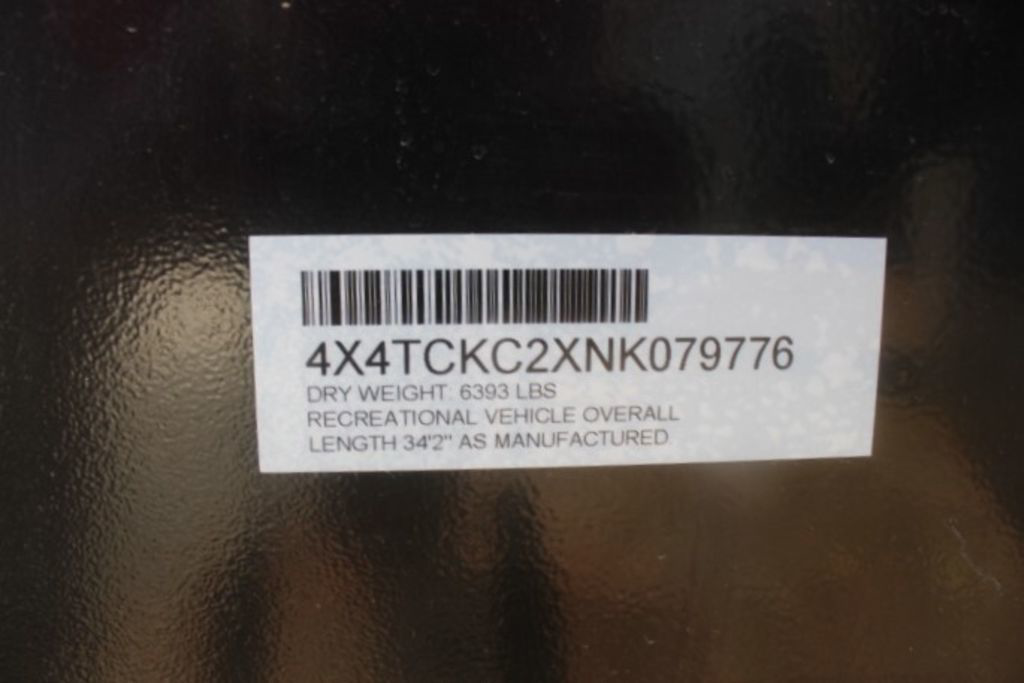 4X4TCKC2XNK079776
DRY WEIGHT: 6393 LBS
RECREATIONAL VEHICLE OVERALL
LENGTH 34'2" AS MANUFACTURED